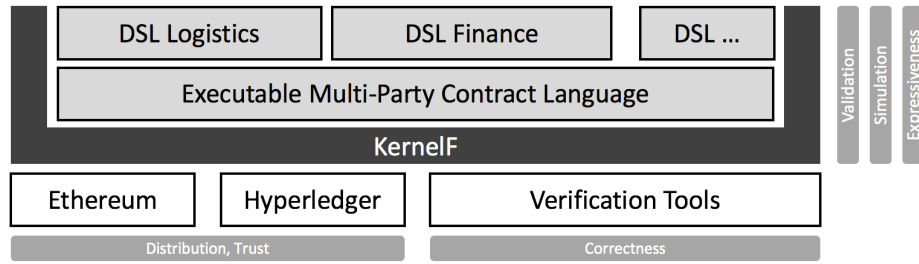 DSL Logistics
DSL Finance
DSL ...
Executable Multi-Party Contract Language
KernelF
Ethereum
Hyperledger
Verification Tools
Distribution, Trust
Correctness
Validation
Simulation
Expressiveness